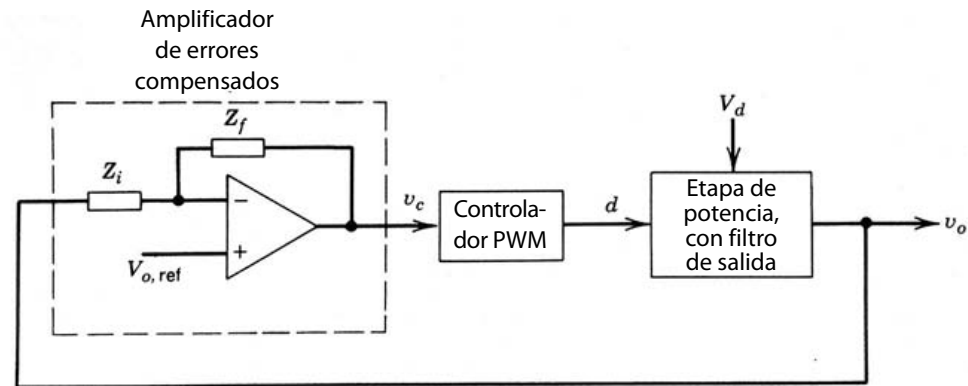 Amplificador
de errores
compensados
Z_f
Z_i
V_d
−
+
V_o, ref
v_c
Controla-
dor PWM
d
Etapa de
potencia,
con filtro
de salida
v_o